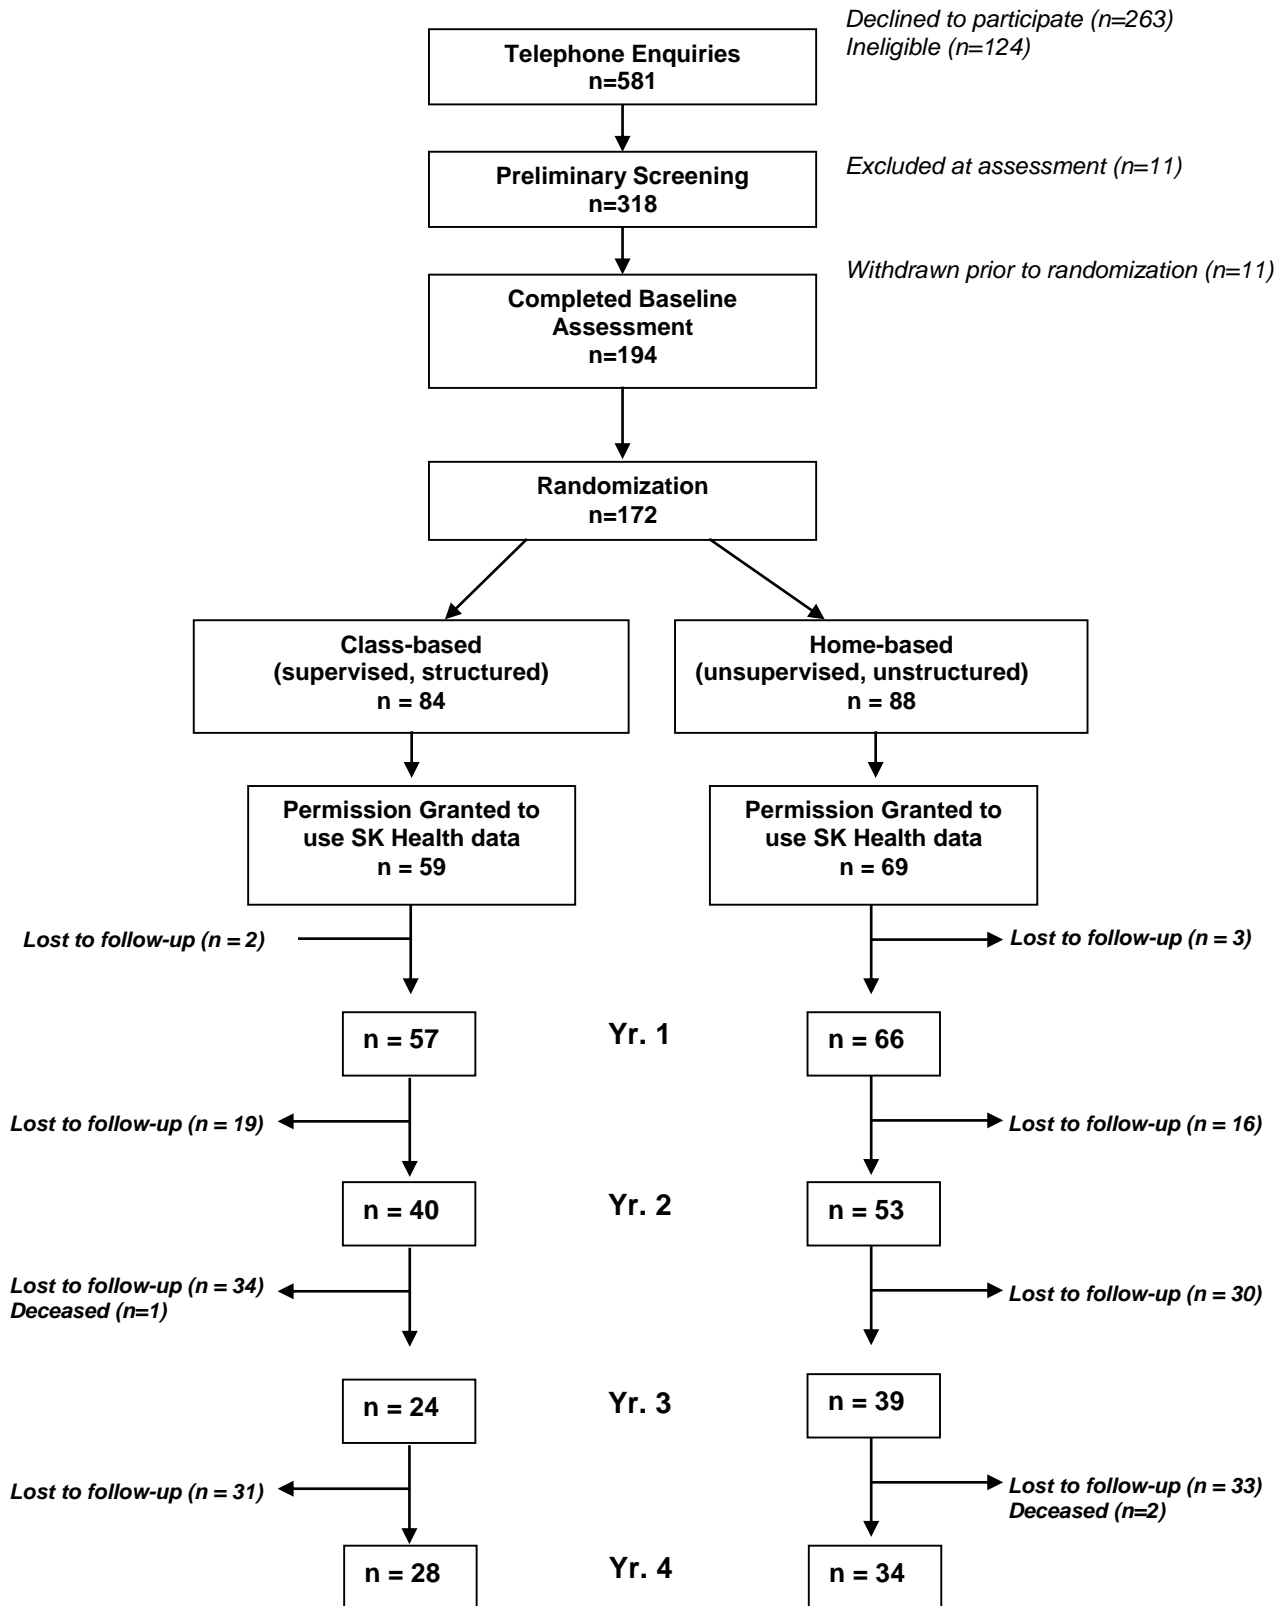 Declined to participate (n=263)
Ineligible (n=124)
Telephone Enquiries
n=581
Preliminary Screening
n=318
Excluded at assessment (n=11)
Withdrawn prior to randomization (n=11)
Completed Baseline
Assessment
n=194
Randomization
n=172
Class-based
(supervised, structured)
n = 84
Home-based
(unsupervised, unstructured)
n = 88
Permission Granted to
use SK Health data
n = 59
Permission Granted to
use SK Health data
n = 69
Lost to follow-up (n = 2)
Lost to follow-up (n = 3)
n = 57
Yr. 1
n = 66
Lost to follow-up (n = 19)
Lost to follow-up (n = 16)
n = 40
Yr. 2
n = 53
Lost to follow-up (n = 34)
Deceased (n=1)
Lost to follow-up (n = 30)
n = 24
Yr. 3
n = 39
Lost to follow-up (n = 31)
Lost to follow-up (n = 33)
Deceased (n=2)
n = 28
Yr. 4
n = 34